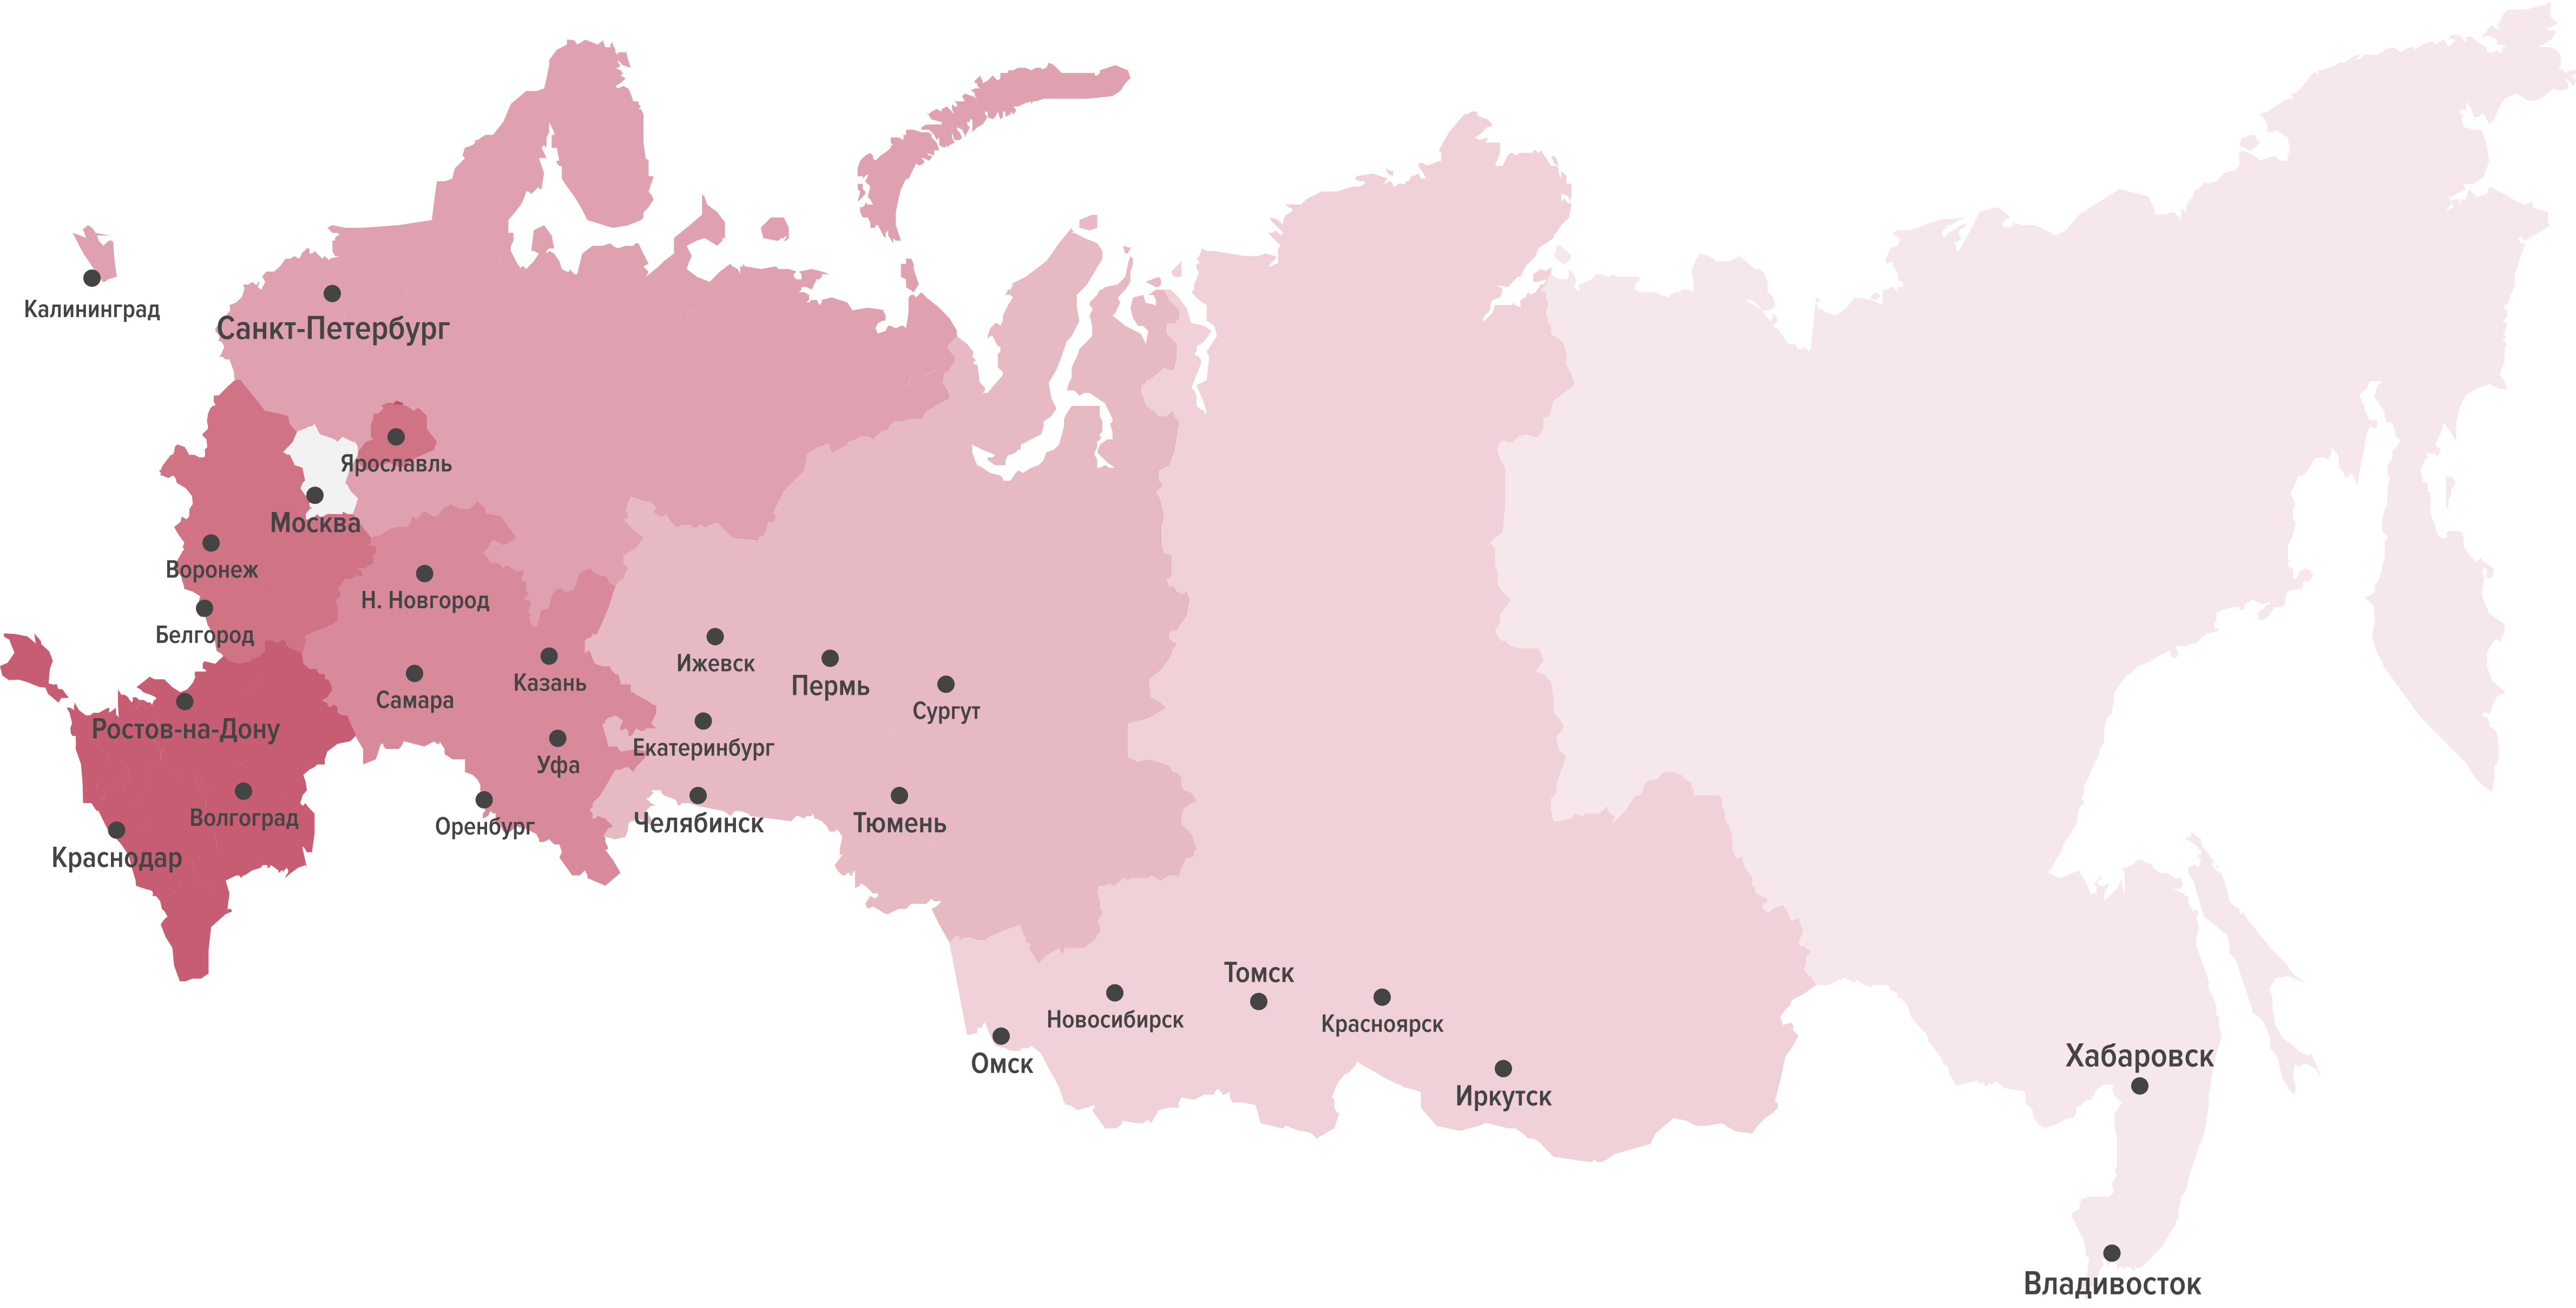 Калининград
Санкт-Петербург
Ярославль
Москва
Воронеж
Н. Новгород
Белгород
Ижевск
Казань
Пермь
Самара
Сургут
Ростов-на-Дону
Екатеринбург
Уфа
Волгоград
Оренбург
Челябинск
Тюмень
Краснодар
Томск
Новосибирск
Красноярск
Омск
Хабаровск
Иркутск
Владивосток